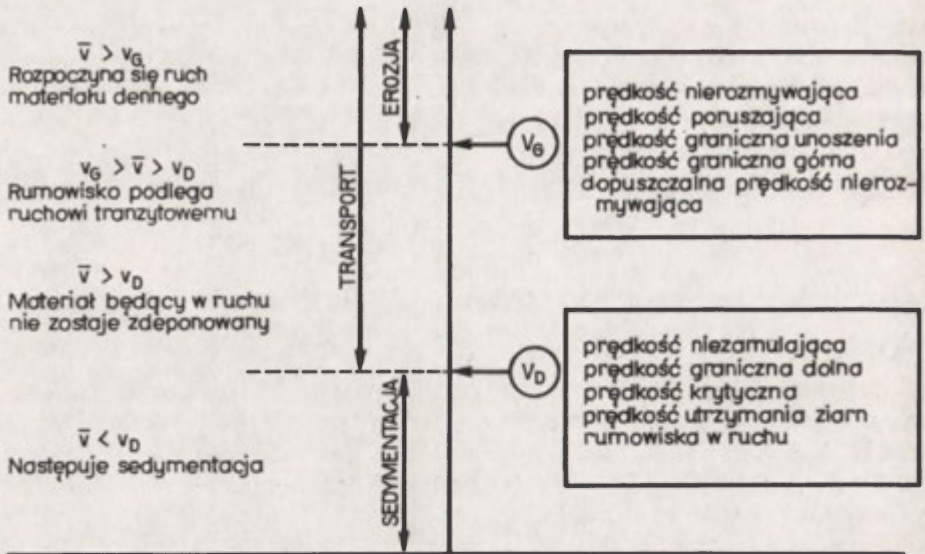 v̄ > v_G
Rozpoczyna się ruch
materiału dennego
v_G > v̄ > v_D
Rumowisko podlega
ruchowi tranzytowemu
v̄ > v_D
Materiał będący w ruchu
nie zostaje zdeponowany
v̄ < v_D
Następuje sedymentacja
EROZJA
TRANSPORT
SEDYMENTACJA
V_G
prędkość nierozmywająca
prędkość poruszająca
prędkość graniczna unoszenia
prędkość graniczna górna
dopuszczalna prędkość nieroz-
mywająca
V_D
prędkość niezamulająca
prędkość graniczna dolna
prędkość krytyczna
prędkość utrzymania ziarn
rumowiska w ruchu